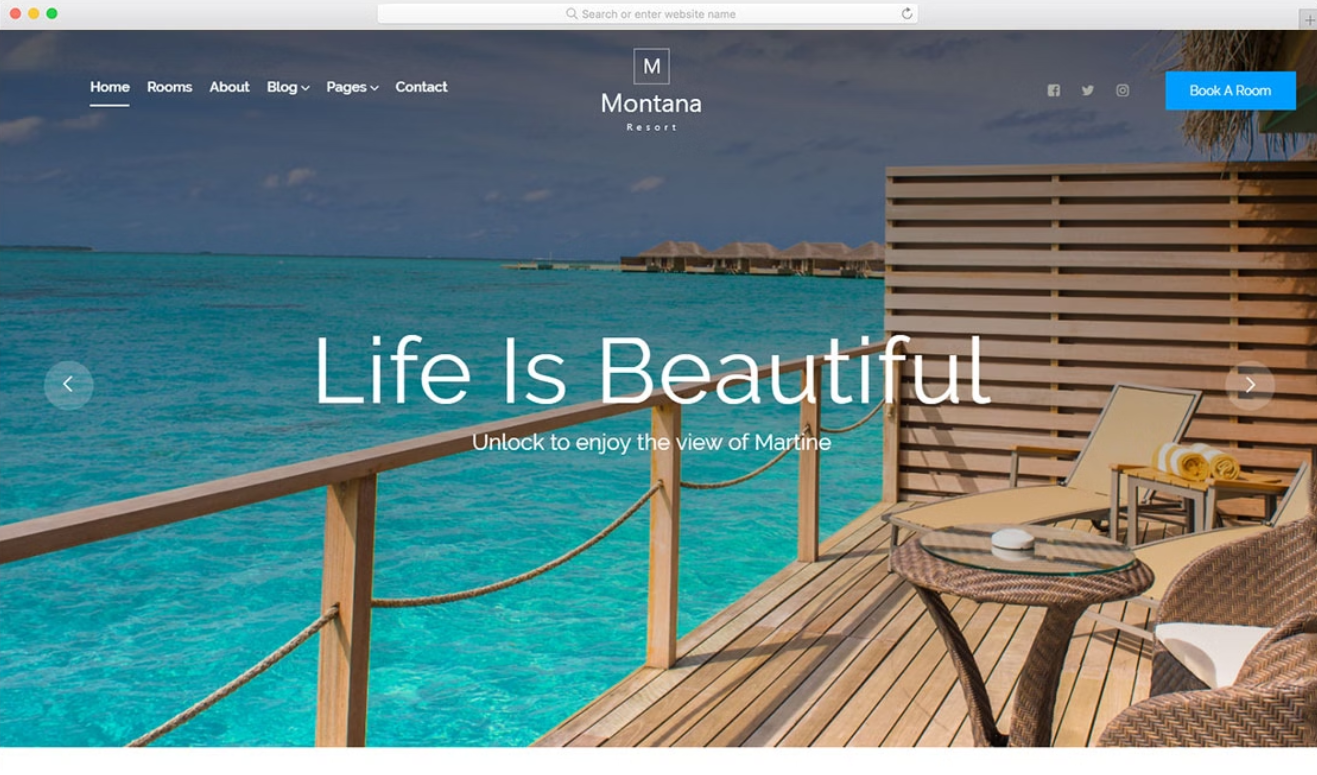 Search or enter website name
Home Rooms About Blog Pages Contact
M
Montana
Resort
Book A Room
Life Is Beautiful
Unlock to enjoy the view of Martine